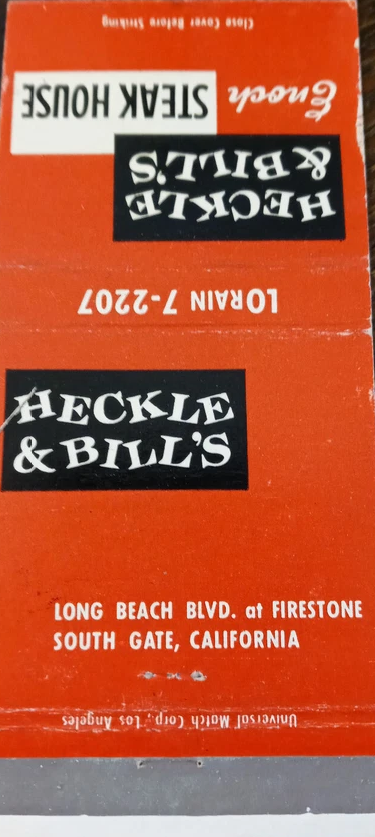 Close Cover Before Striking
Enoch
STEAK HOUSE
HECKLE
& BILL'S
LORAIN 7-2207
HECKLE
& BILL'S
LONG BEACH BLVD. at FIRESTONE
SOUTH GATE, CALIFORNIA
Universal Match Corp., Los Angeles